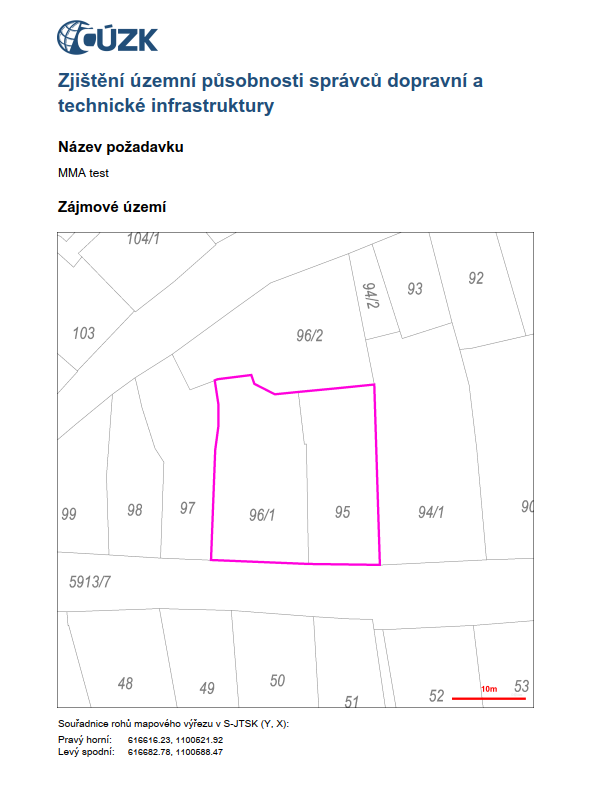 ČÚZK
Zjištění územní působnosti správců dopravní a
technické infrastruktury
Název požadavku
MMA test
Zájmové území
104/1
92
93
94/2
103
96/2
99
98
97
96/1
95
94/1
90
5913/7
48
49
50
51
52
53
10m
Souřadnice rohů mapového výřezu v S-JTSK (Y, X):
Pravý horní: 616616.23, 1100521.92
Levý spodní: 616682.78, 1100588.47